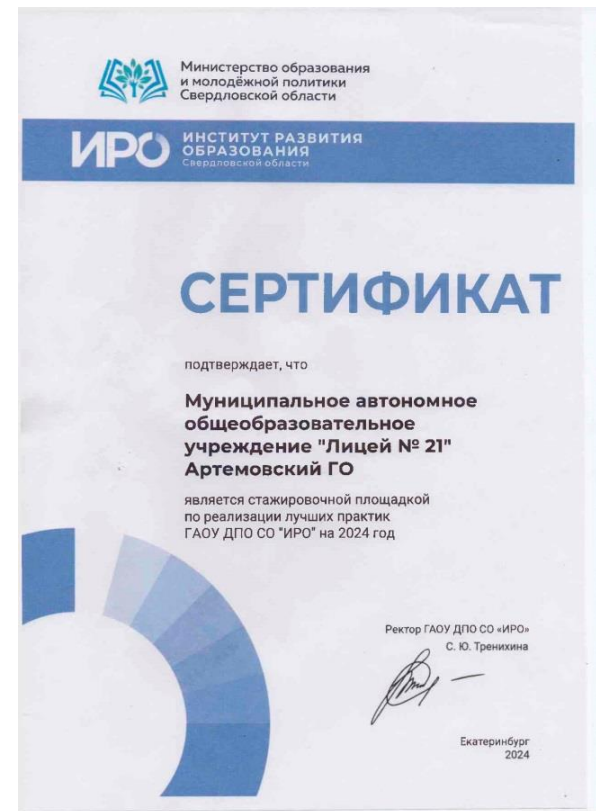 Министерство образования
и молодёжной политики
Свердловской области
ИРО
ИНСТИТУТ РАЗВИТИЯ
ОБРАЗОВАНИЯ
Свердловской области
СЕРТИФИКАТ
подтверждает, что
Муниципальное автономное
общеобразовательное
учреждение "Лицей № 21"
Артемовский ГО
является стажировочной площадкой
по реализации лучших практик
ГАОУ ДПО СО "ИРО" на 2024 год
Ректор ГАОУ ДПО СО «ИРО»
С. Ю. Тренихина
Екатеринбург
2024